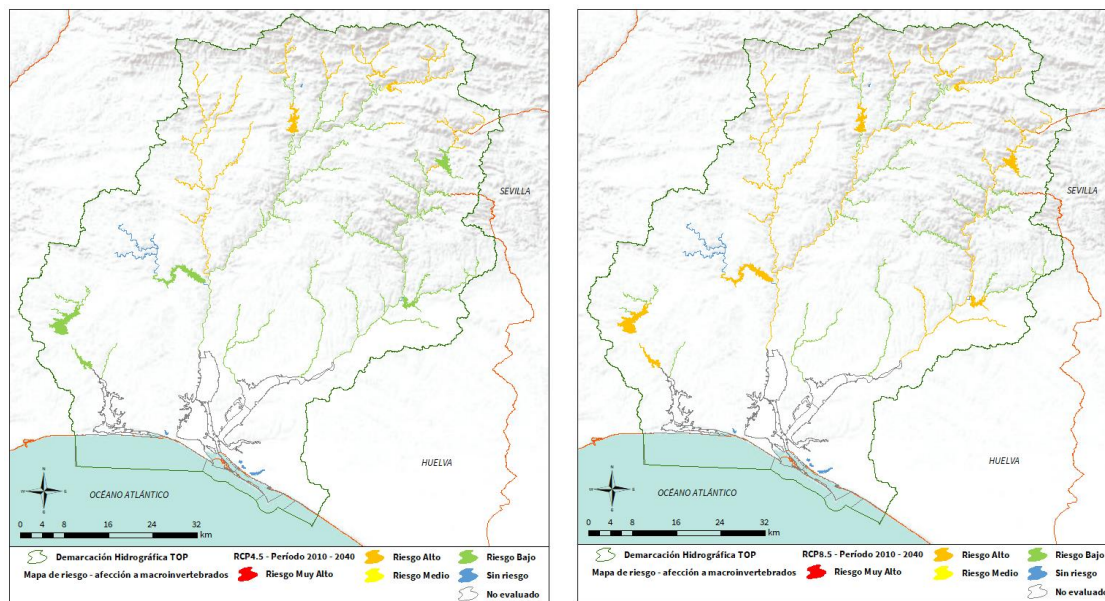 SEVILLA
HUELVA
OCÉANO ATLÁNTICO
N
W
E
S
0 4 8 16 24 32
km
Demarcación Hidrográfica TOP
RCP4.5 - Período 2010 - 2040
Riesgo Alto
Riesgo Bajo
Mapa de riesgo - afección a macroinvertebrados
Riesgo Muy Alto
Riesgo Medio
Sin riesgo
No evaluado
SEVILLA
HUELVA
OCÉANO ATLÁNTICO
N
W
E
S
0 4 8 16 24 32
km
Demarcación Hidrográfica TOP
RCP8.5 - Período 2010 - 2040
Riesgo Alto
Riesgo Bajo
Mapa de riesgo - afección a macroinvertebrados
Riesgo Muy Alto
Riesgo Medio
Sin riesgo
No evaluado